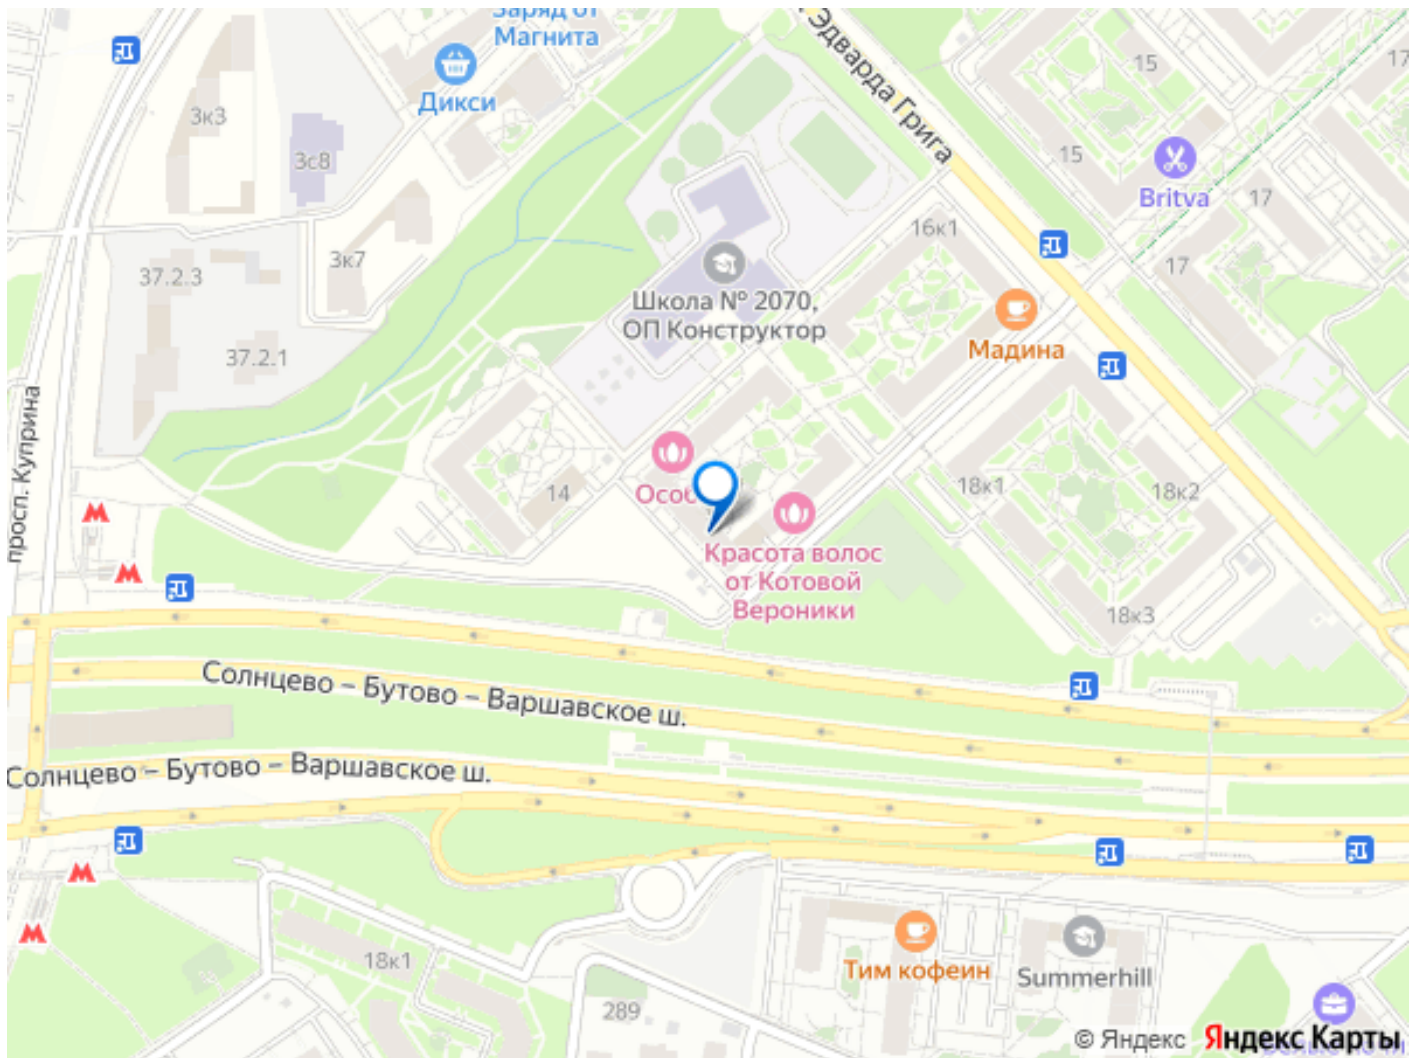 Заряд от
Магнита
Дикси
3к3
3с8
3к7
37.2.3
37.2.1
просп. Куприна
Эдварда Грига
15
15
17
Britva
17
17
16к1
Школа № 2070,
ОП Конструктор
Мадина
14
Красота волос
от Котовой
Вероники
18к1
18к2
18к3
Солнцево – Бутово – Варшавское ш.
Солнцево – Бутово – Варшавское ш.
18к1
289
Тим кофеин
Summerhill
© Яндекс Яндекс Карты